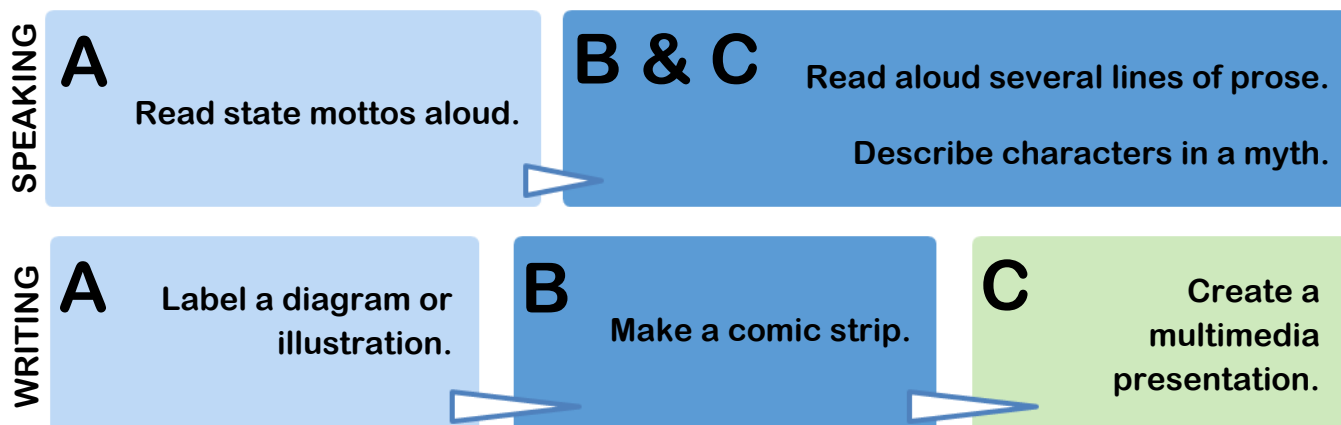 SPEAKING
A
Read state mottos aloud.
B & C
Read aloud several lines of prose.
Describe characters in a myth.
WRITING
A
Label a diagram or
illustration.
B
Make a comic strip.
C
Create a
multimedia
presentation.